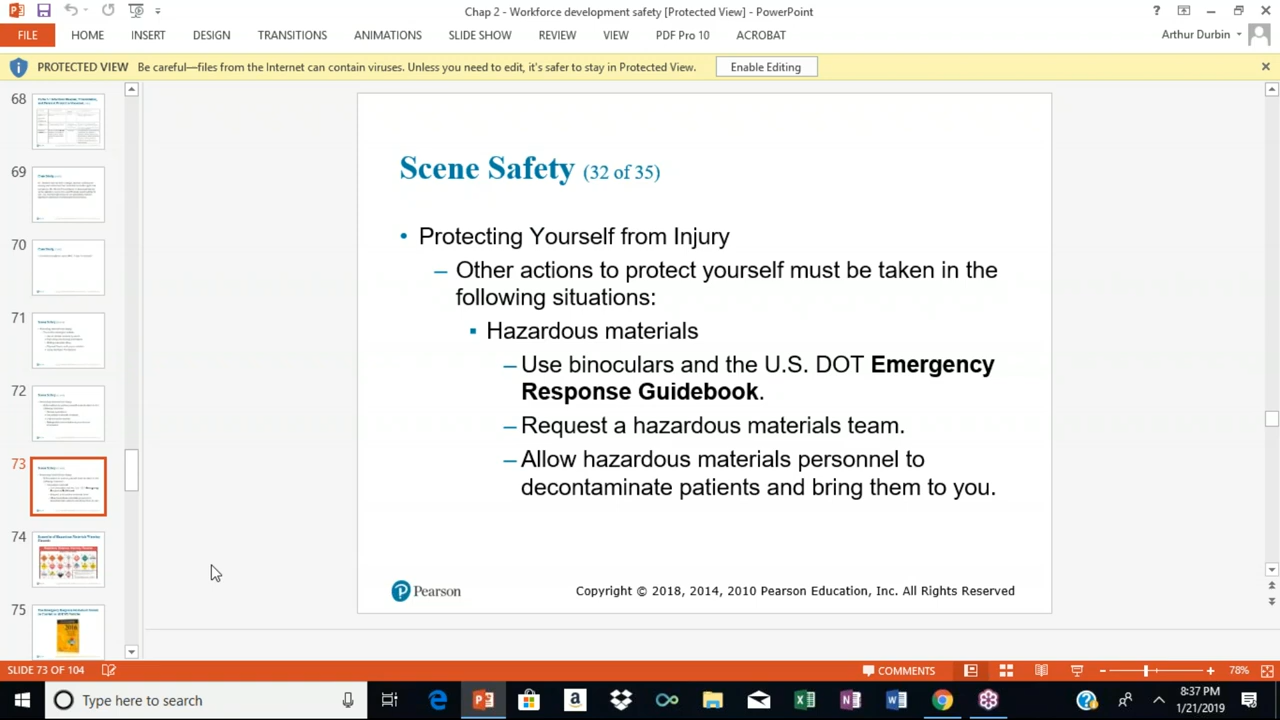 Chap 2 - Workforce development safety [Protected View] - PowerPoint
FILE HOME INSERT DESIGN TRANSITIONS ANIMATIONS SLIDE SHOW REVIEW VIEW PDF Pro 10 ACROBAT Arthur Durbin
PROTECTED VIEW Be careful—files from the Internet can contain viruses. Unless you need to edit, it's safer to stay in Protected View. Enable Editing
68
69
70
71
72
73
74
75
Scene Safety (32 of 35)
• Protecting Yourself from Injury
– Other actions to protect yourself must be taken in the
following situations:
▪ Hazardous materials
– Use binoculars and the U.S. DOT Emergency
Response Guidebook.
– Request a hazardous materials team.
– Allow hazardous materials personnel to
decontaminate patients and bring them to you.
Pearson
Copyright © 2018, 2014, 2010 Pearson Education, Inc. All Rights Reserved
SLIDE 73 OF 104 COMMENTS 78%
Type here to search
8:37 PM
1/21/2019